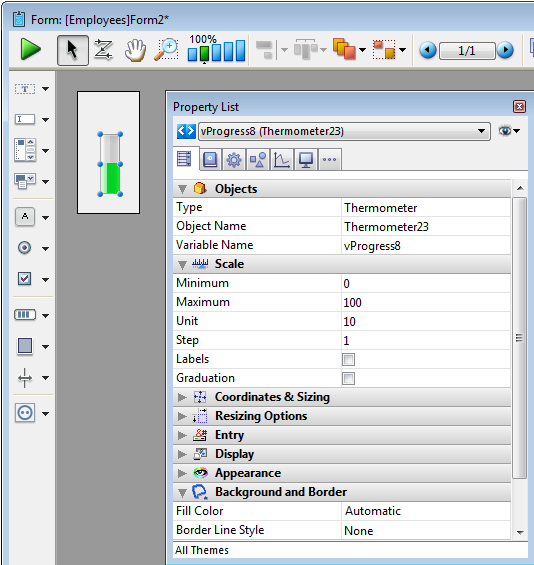 Form: [Employees]Form2*
100%
1/1
Property List
vProgress8 (Thermometer23)
Objects
Type Thermometer
Object Name Thermometer23
Variable Name vProgress8
Scale
Minimum 0
Maximum 100
Unit 10
Step 1
Labels
Graduation
Coordinates & Sizing
Resizing Options
Entry
Display
Appearance
Background and Border
Fill Color Automatic
Border Line Style None
All Themes